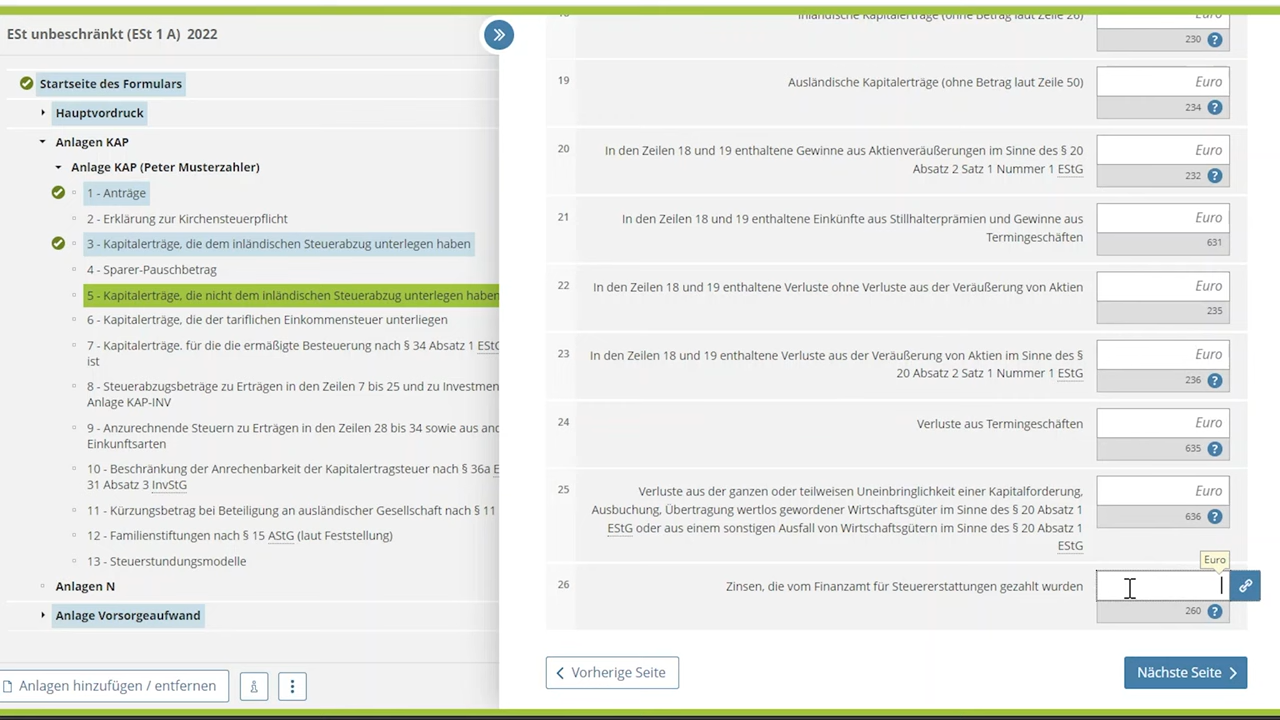 ESt unbeschränkt (ESt 1 A) 2022
Startseite des Formulars
Hauptvordruck
Anlagen KAP
Anlage KAP (Peter Musterzahler)
1 - Anträge
2 - Erklärung zur Kirchensteuerpflicht
3 - Kapitalerträge, die dem inländischen Steuerabzug unterlegen haben
4 - Sparer-Pauschbetrag
5 - Kapitalerträge, die nicht dem inländischen Steuerabzug unterlegen haben
6 - Kapitalerträge, die der tariflichen Einkommensteuer unterliegen
7 - Kapitalerträge. für die die ermäßigte Besteuerung nach § 34 Absatz 1 EStG
ist
8 - Steuerabzugsbeträge zu Erträgen in den Zeilen 7 bis 25 und zu Investmen
Anlage KAP-INV
9 - Anzurechnende Steuern zu Erträgen in den Zeilen 28 bis 34 sowie aus and
Einkunftsarten
10 - Beschränkung der Anrechenbarkeit der Kapitalertragsteuer nach § 36a E
31 Absatz 3 InvStG
11 - Kürzungsbetrag bei Beteiligung an ausländischer Gesellschaft nach § 11
12 - Familienstiftungen nach § 15 AStG (laut Feststellung)
13 - Steuerstundungsmodelle
Anlagen N
Anlage Vorsorgeaufwand
Anlagen hinzufügen / entfernen
18 Inländische Kapitalerträge (ohne Betrag laut Zeile 26) Euro
230 ?
19 Ausländische Kapitalerträge (ohne Betrag laut Zeile 50) Euro
234 ?
20 In den Zeilen 18 und 19 enthaltene Gewinne aus Aktienveräußerungen im Sinne des § 20 Euro
Absatz 2 Satz 1 Nummer 1 EStG 232 ?
21 In den Zeilen 18 und 19 enthaltene Einkünfte aus Stillhalterprämien und Gewinne aus Euro
Termingeschäften 631
22 In den Zeilen 18 und 19 enthaltene Verluste ohne Verluste aus der Veräußerung von Aktien Euro
235
23 In den Zeilen 18 und 19 enthaltene Verluste aus der Veräußerung von Aktien im Sinne des § Euro
20 Absatz 2 Satz 1 Nummer 1 EStG 236 ?
24 Verluste aus Termingeschäften Euro
635 ?
25 Verluste aus der ganzen oder teilweisen Uneinbringlichkeit einer Kapitalforderung, Euro
Ausbuchung, Übertragung wertlos gewordener Wirtschaftsgüter im Sinne des § 20 Absatz 1 636 ?
EStG oder aus einem sonstigen Ausfall von Wirtschaftsgütern im Sinne des § 20 Absatz 1
EStG
Euro
26 Zinsen, die vom Finanzamt für Steuererstattungen gezahlt wurden
260 ?
Vorherige Seite
Nächste Seite